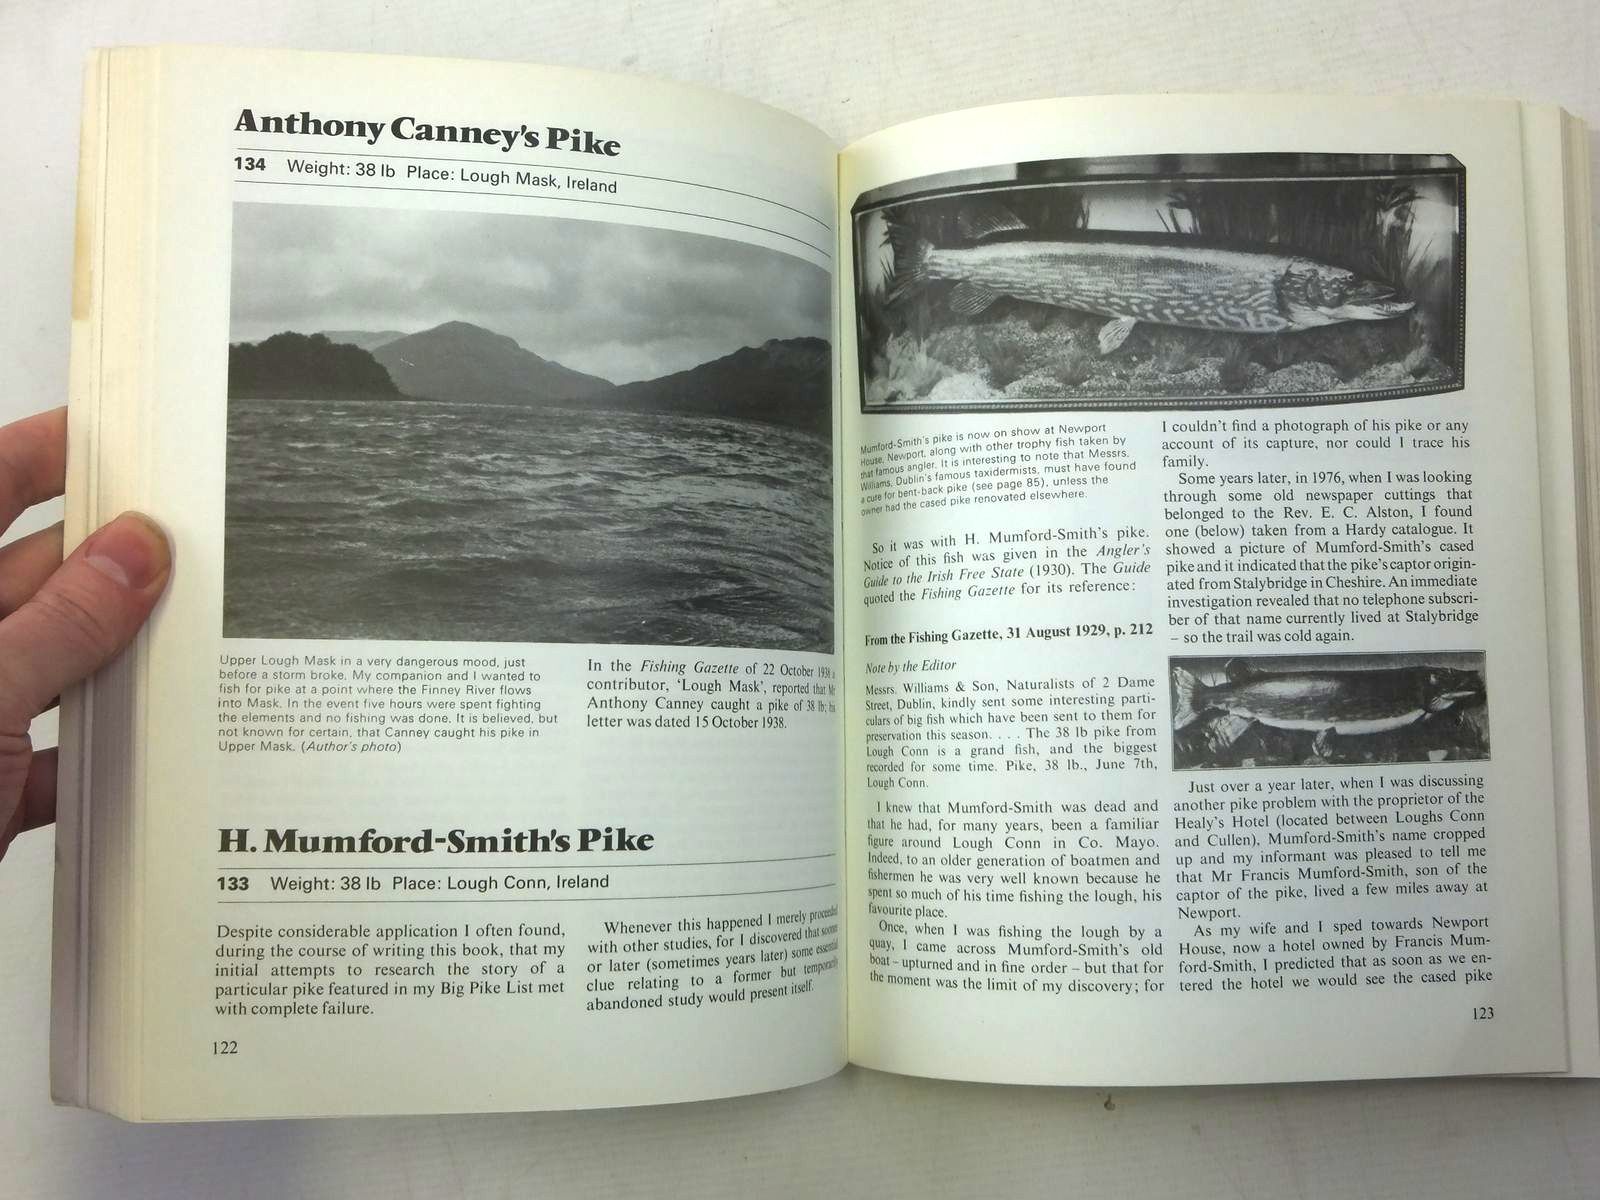 Anthony Canney's Pike
134 Weight: 38 lb Place: Lough Mask, Ireland
Upper Lough Mask in a very dangerous mood, just
before a storm broke. My companion and I wanted to
fish for pike at a point where the Finney River flows
into Mask. In the event five hours were spent fighting
the elements and no fishing was done. It is believed, but
not known for certain, that Canney caught his pike in
Upper Mask. (Author's photo)
In the Fishing Gazette of 22 October 1938 a
contributor, 'Lough Mask', reported that Mr
Anthony Canney caught a pike of 38 lb; his
letter was dated 15 October 1938.
H. Mumford-Smith's Pike
133 Weight: 38 lb Place: Lough Conn, Ireland
Despite considerable application I often found,
during the course of writing this book, that my
initial attempts to research the story of a
particular pike featured in my Big Pike List met
with complete failure.
Whenever this happened I merely proceeded
with other studies, for I discovered that sooner
or later (sometimes years later) some essential
clue relating to a former but temporarily
abandoned study would present itself.
122
Mumford-Smith's pike is now on show at Newport
House, Newport, along with other trophy fish taken by
that famous angler. It is interesting to note that Messrs.
Williams, Dublin's famous taxidermists, must have found
a cure for bent-back pike (see page 85), unless the
owner had the cased pike renovated elsewhere.
So it was with H. Mumford-Smith's pike.
Notice of this fish was given in the Angler's
Guide to the Irish Free State (1930). The Guide
quoted the Fishing Gazette for its reference:
From the Fishing Gazette, 31 August 1929, p. 212
Note by the Editor
Messrs. Williams & Son, Naturalists of 2 Dame
Street, Dublin, kindly sent some interesting parti-
culars of big fish which have been sent to them for
preservation this season. . . . The 38 lb pike from
Lough Conn is a grand fish, and the biggest
recorded for some time. Pike, 38 lb., June 7th,
Lough Conn.
I knew that Mumford-Smith was dead and
that he had, for many years, been a familiar
figure around Lough Conn in Co. Mayo.
Indeed, to an older generation of boatmen and
fishermen he was very well known because he
spent so much of his time fishing the lough, his
favourite place.
Once, when I was fishing the lough by a
quay, I came across Mumford-Smith's old
boat – upturned and in fine order – but that for
the moment was the limit of my discovery; for
I couldn't find a photograph of his pike or any
account of its capture, nor could I trace his
family.
Some years later, in 1976, when I was looking
through some old newspaper cuttings that
belonged to the Rev. E. C. Alston, I found
one (below) taken from a Hardy catalogue. It
showed a picture of Mumford-Smith's cased
pike and it indicated that the pike's captor origin-
ated from Stalybridge in Cheshire. An immediate
investigation revealed that no telephone subscri-
ber of that name currently lived at Stalybridge
– so the trail was cold again.
Just over a year later, when I was discussing
another pike problem with the proprietor of the
Healy's Hotel (located between Loughs Conn
and Cullen), Mumford-Smith's name cropped
up and my informant was pleased to tell me
that Mr Francis Mumford-Smith, son of the
captor of the pike, lived a few miles away at
Newport.
As my wife and I sped towards Newport
House, now a hotel owned by Francis Mum-
ford-Smith, I predicted that as soon as we en-
tered the hotel we would see the cased pike
123